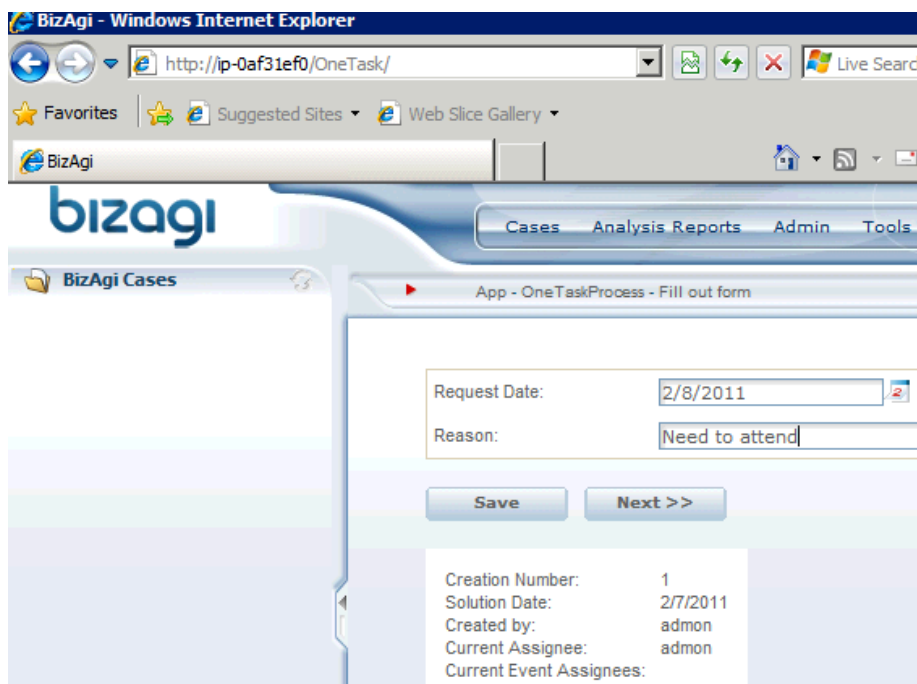 BizAgi - Windows Internet Explorer
http://ip-0af31ef0/OneTask/
Live Searc
Favorites Suggested Sites Web Slice Gallery
BizAgi
bizagi
Cases Analysis Reports Admin Tools
BizAgi Cases
App - OneTaskProcess - Fill out form
Request Date: 2/8/2011
2
Reason: Need to attend
Save Next >>
Creation Number: 1
Solution Date: 2/7/2011
Created by: admon
Current Assignee: admon
Current Event Assignees: